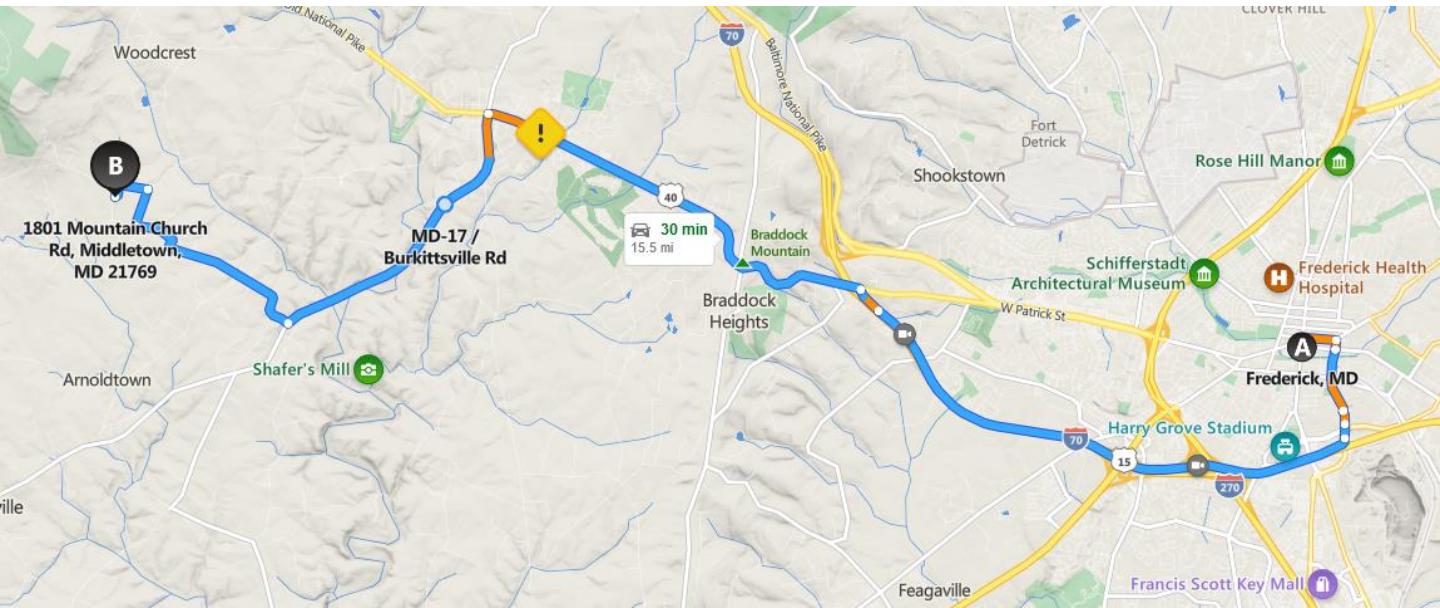 CLOVER HILL
Old National Pike
70
Woodcrest
Baltimore National Pike
Fort
Detrick
!
Rose Hill Manor
B
Shookstown
40
30 min
15.5 mi
1801 Mountain Church
Rd, Middletown,
MD 21769
MD-17 /
Burkittsville Rd
Braddock
Mountain
Schifferstadt
Architectural Museum
H
Frederick Health
Hospital
Braddock
Heights
W Patrick St
A
Frederick, MD
Shafer's Mill
Arnoldtown
Harry Grove Stadium
70
15
270
ville
Feagaville
Francis Scott Key Mall